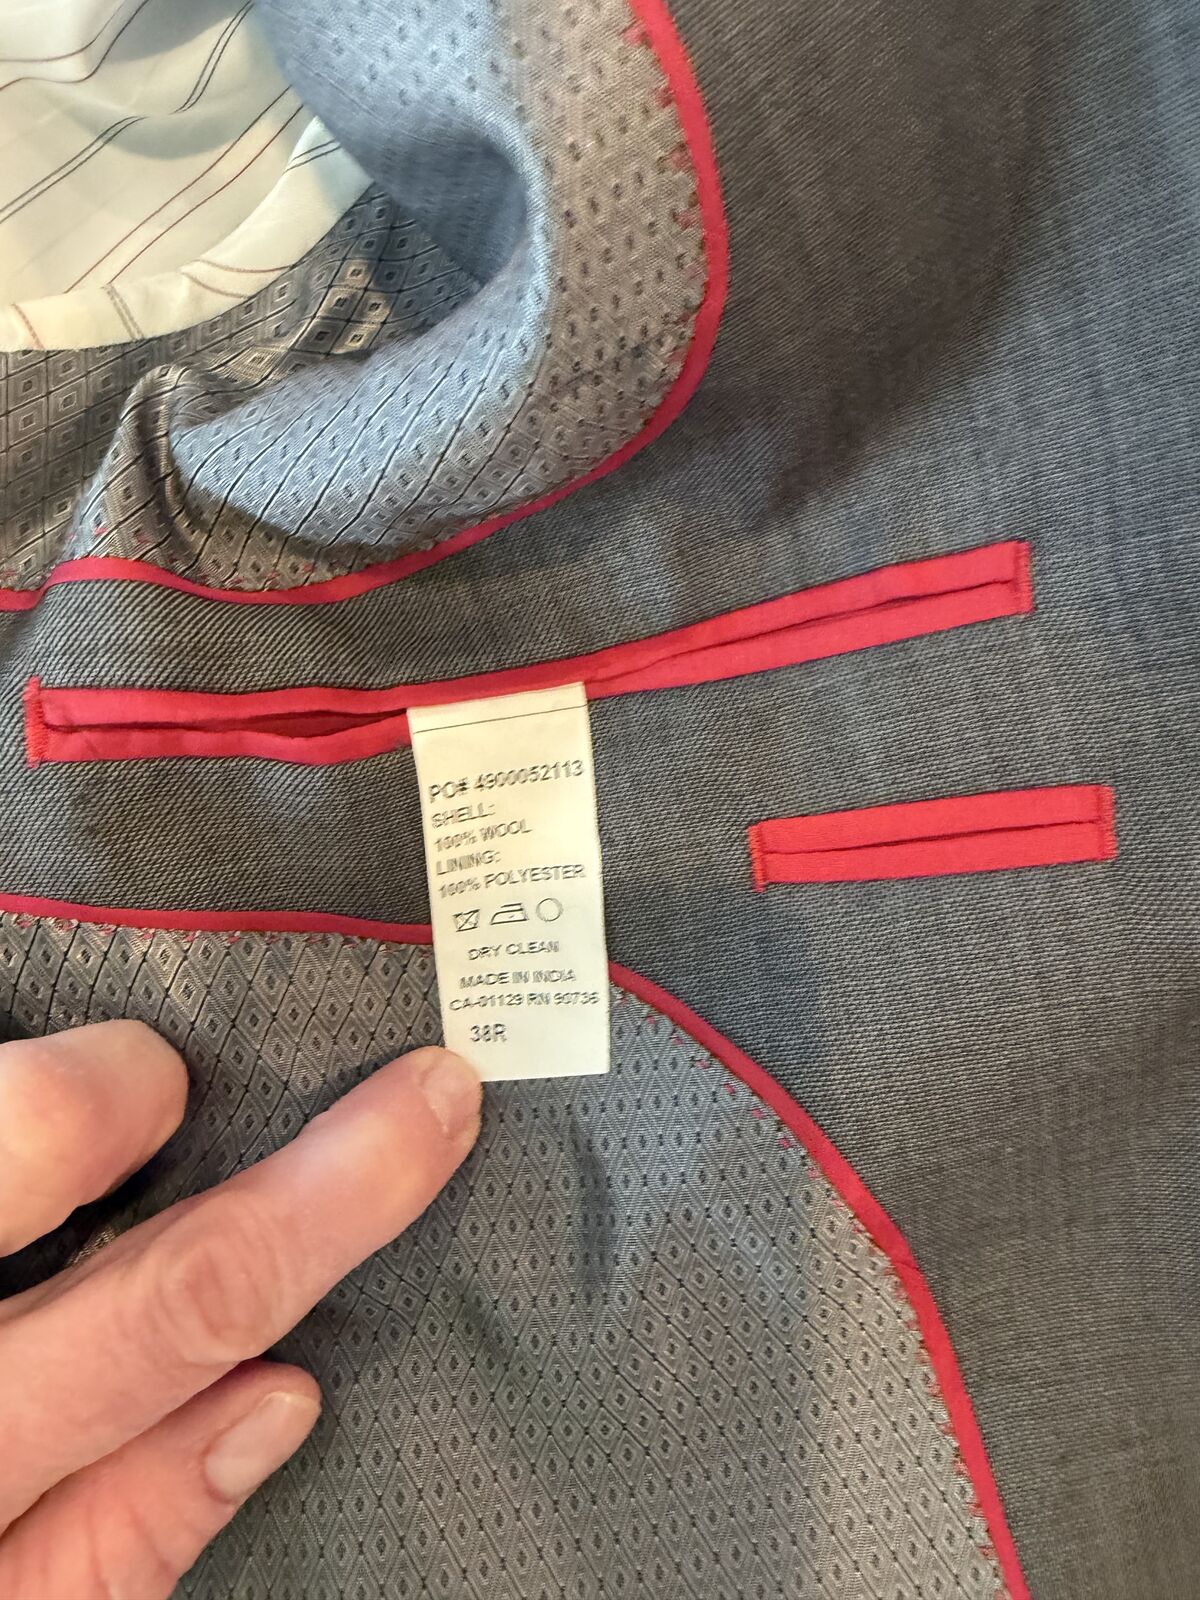 PO# 4900052113
SHELL:
100% WOOL
LINING:
100% POLYESTER
DRY CLEAN
MADE IN INDIA
CA-01129 RN 90736
38R